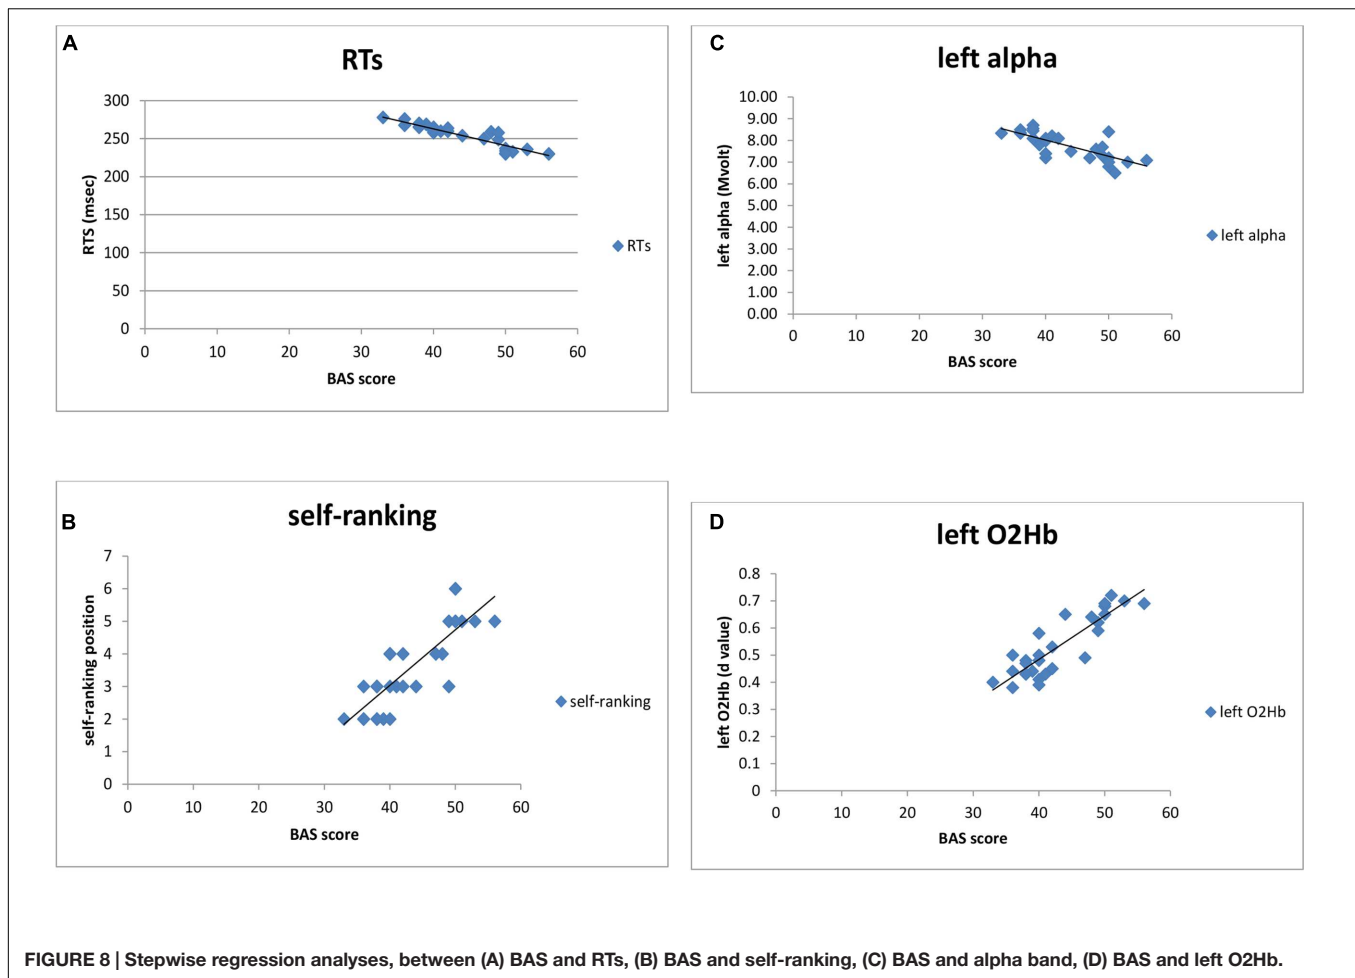 A
RTs
300
250
200
150
100
50
0
RTS (msec)
0 10 20 30 40 50 60
BAS score
RTs
C
left alpha
10.00
9.00
8.00
7.00
6.00
5.00
4.00
3.00
2.00
1.00
0.00
left alpha (Mvolt)
0 10 20 30 40 50 60
BAS score
left alpha
B
self-ranking
7
6
5
4
3
2
1
0
self-ranking position
0 10 20 30 40 50 60
BAS score
self-ranking
D
left O2Hb
0.8
0.7
0.6
0.5
0.4
0.3
0.2
0.1
0
left O2Hb (d value)
0 10 20 30 40 50 60
BAS score
left O2Hb
FIGURE 8 | Stepwise regression analyses, between (A) BAS and RTs, (B) BAS and self-ranking, (C) BAS and alpha band, (D) BAS and left O2Hb.